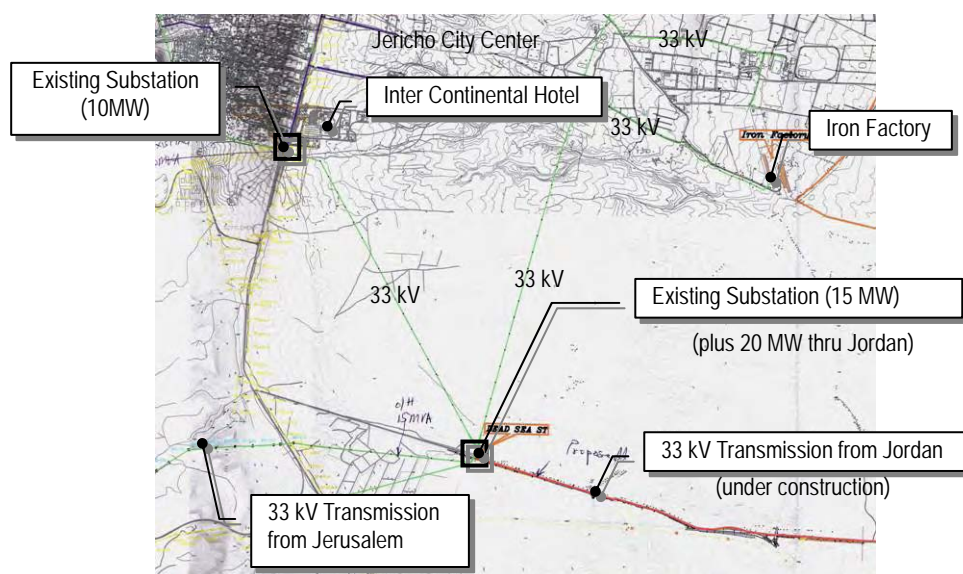 Jericho City Center
33 kV
Existing Substation
(10MW)
Inter Continental Hotel
33 kV
Iron Factory
Iron Factory
33 kV
33 kV
Existing Substation (15 MW)
(plus 20 MW thru Jordan)
O/H
15MVA
DEAD SEA ST
33 kV Transmission from Jordan
(under construction)
33 kV Transmission
from Jerusalem